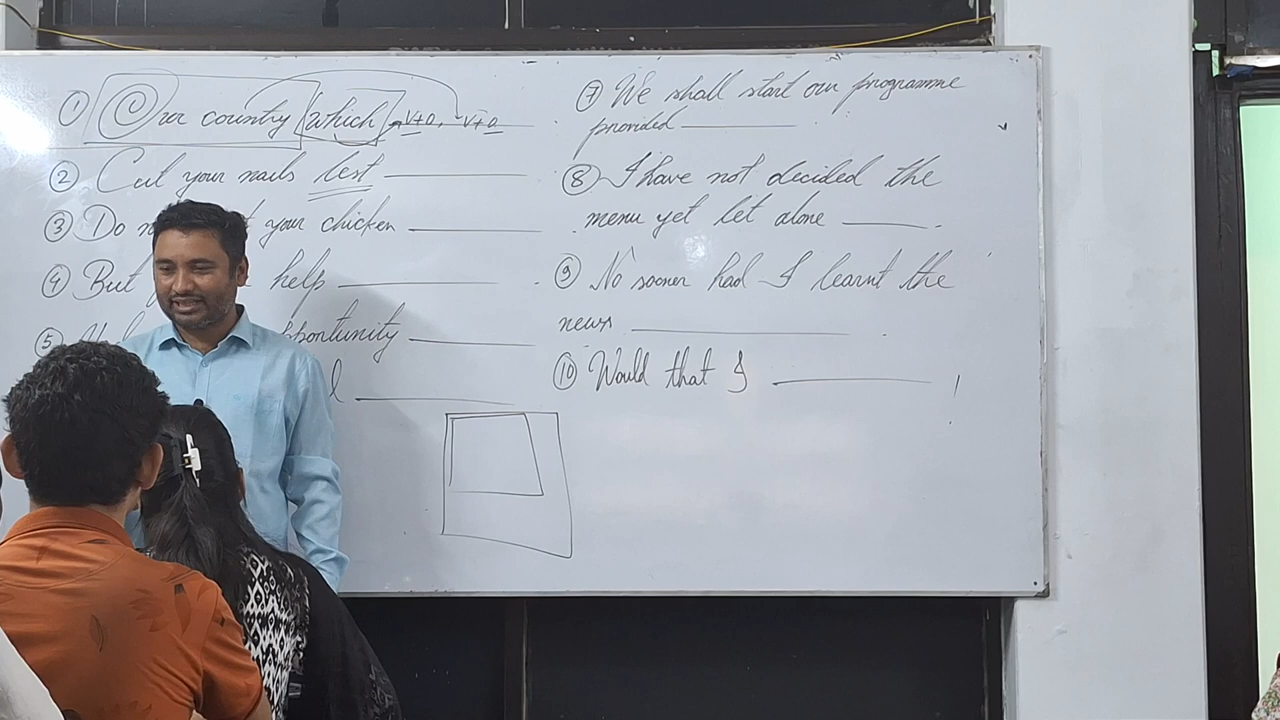 ① Our country which V+O, V+O
② Cut your nails lest
③ Do your chicken
④ But help
⑤ opportunity
⑦ We shall start our programme
provided
⑧ I have not decided the
menu yet let alone .
⑨ No sooner had I learnt the
news .
⑩ Would that I !